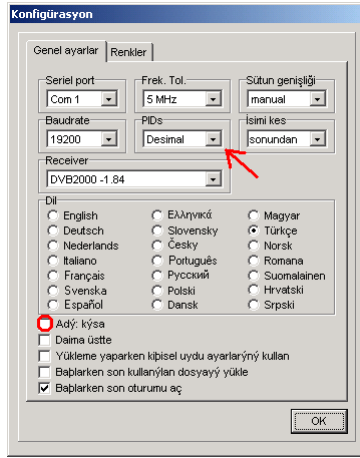 Konfigürasyon
Genel ayarlar Renkler
Seriel port Frek. Tol. Sütun genişliği
Com 1 5 MHz manual
Baudrate PIDs İsimi kes
19200 Desimal sonundan
Receiver
DVB2000 -1.84
Dil
English Ελληνικά Magyar
Deutsch Slovensky Türkçe
Nederlands Česky Norsk
Italiano Português Romana
Français Русский Suomalainen
Svenska Polski Hrvatski
Español Dansk Srpski
Adý: kýsa
Daima üstte
Yükleme yaparken kiþisel uydu ayarlarýný kullan
Baþlarken son kullanýlan dosyayý yükle
Baþlarken son oturumu aç
OK